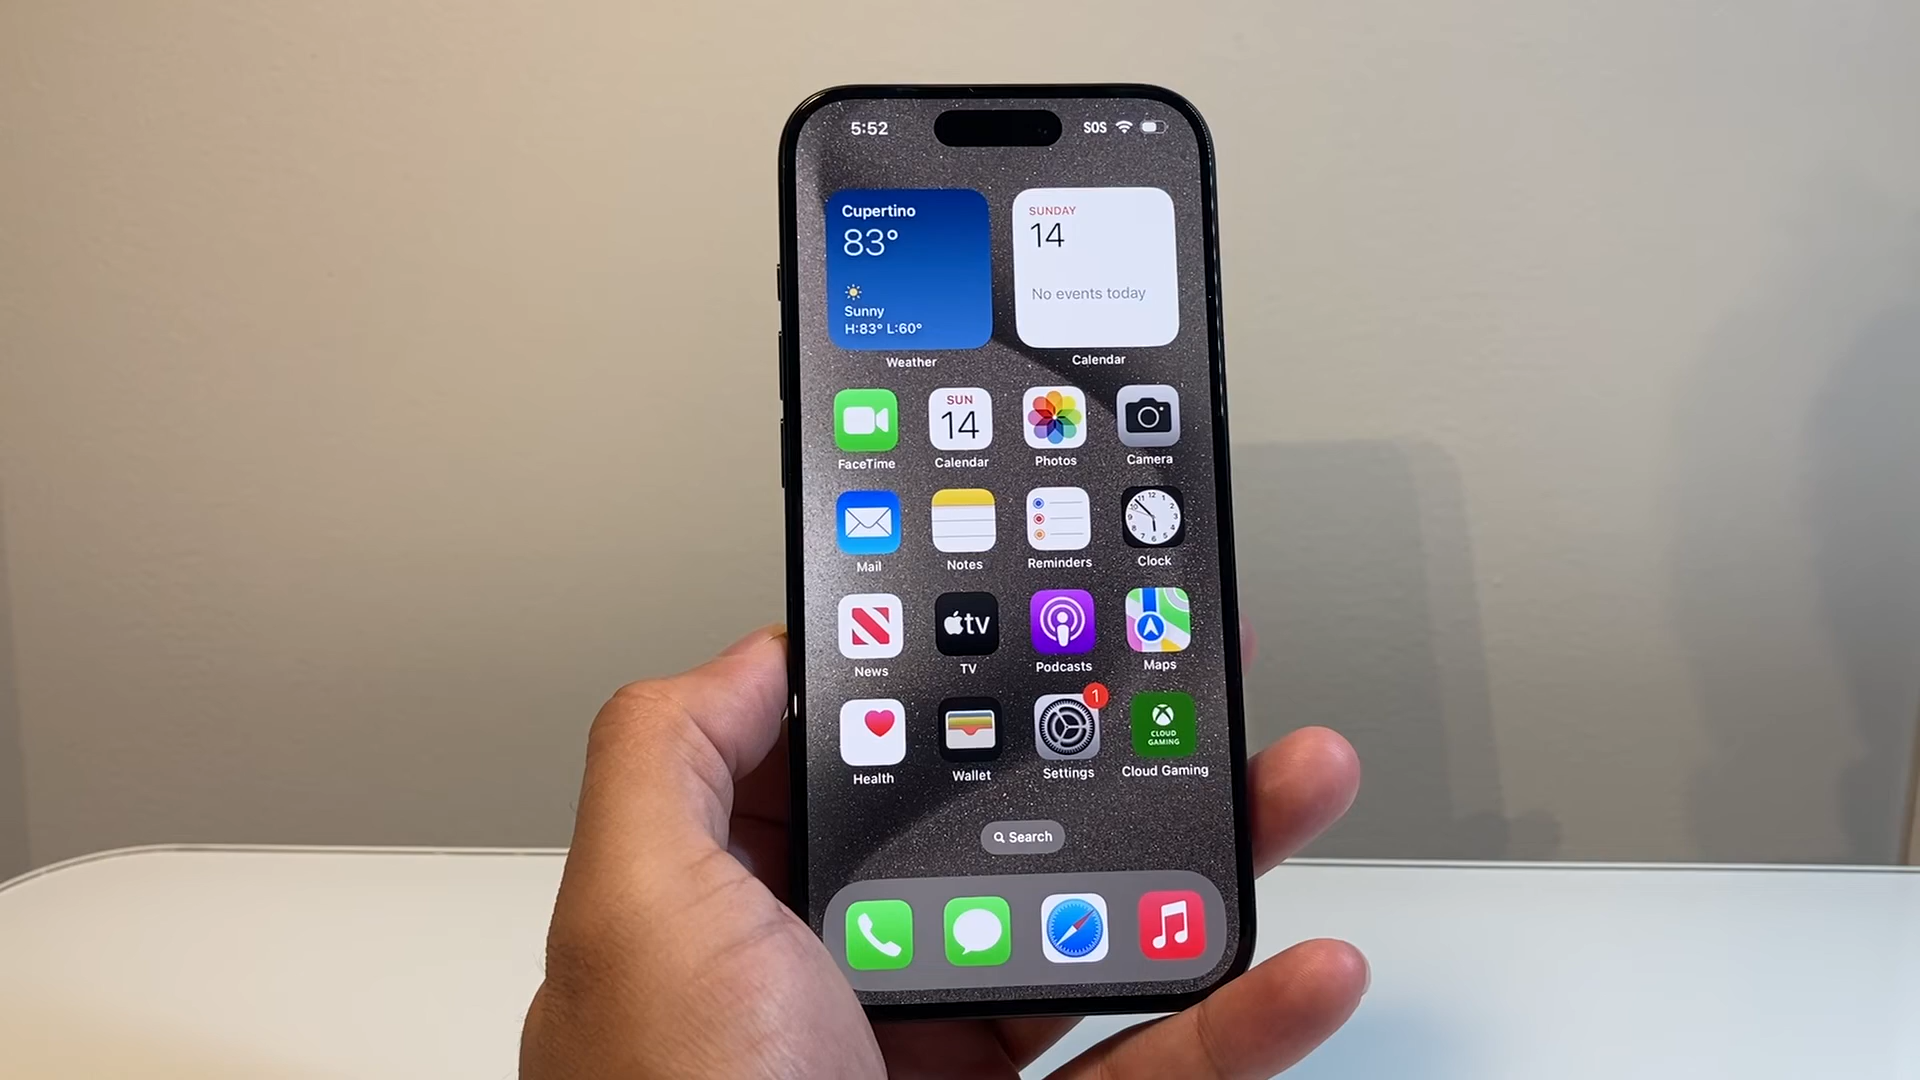 5:52 SOS
Cupertino
83°
Sunny
H:83° L:60°
Weather
SUNDAY
14
No events today
Calendar
SUN
14
tv
FaceTime Calendar Photos Camera
Mail Notes Reminders Clock
News TV Podcasts Maps
1
CLOUD
GAMING
Health Wallet Settings Cloud Gaming
Search